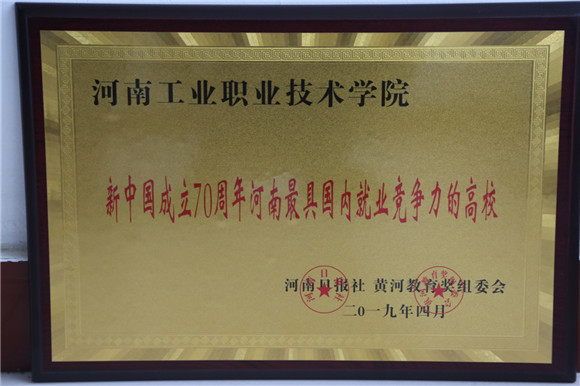 河南工业职业技术学院
新中国成立70周年河南最具国内就业竞争力的高校
河南日报社 黄河教育奖组委会
二0一九年四月